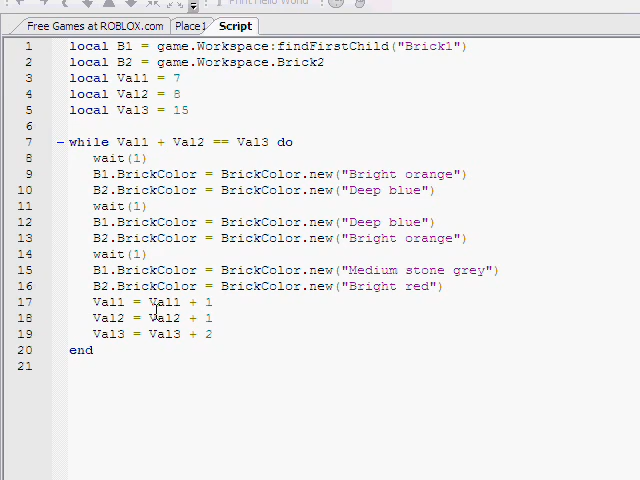 Print Hello World
Free Games at ROBLOX.com Place1 Script
1 local B1 = game.Workspace:findFirstChild("Brick1")
2 local B2 = game.Workspace.Brick2
3 local Val1 = 7
4 local Val2 = 8
5 local Val3 = 15
6
7 while Val1 + Val2 == Val3 do
8 wait(1)
9 B1.BrickColor = BrickColor.new("Bright orange")
10 B2.BrickColor = BrickColor.new("Deep blue")
11 wait(1)
12 B1.BrickColor = BrickColor.new("Deep blue")
13 B2.BrickColor = BrickColor.new("Bright orange")
14 wait(1)
15 B1.BrickColor = BrickColor.new("Medium stone grey")
16 B2.BrickColor = BrickColor.new("Bright red")
17 Val1 = Val1 + 1
18 Val2 = Val2 + 1
19 Val3 = Val3 + 2
20 end
21